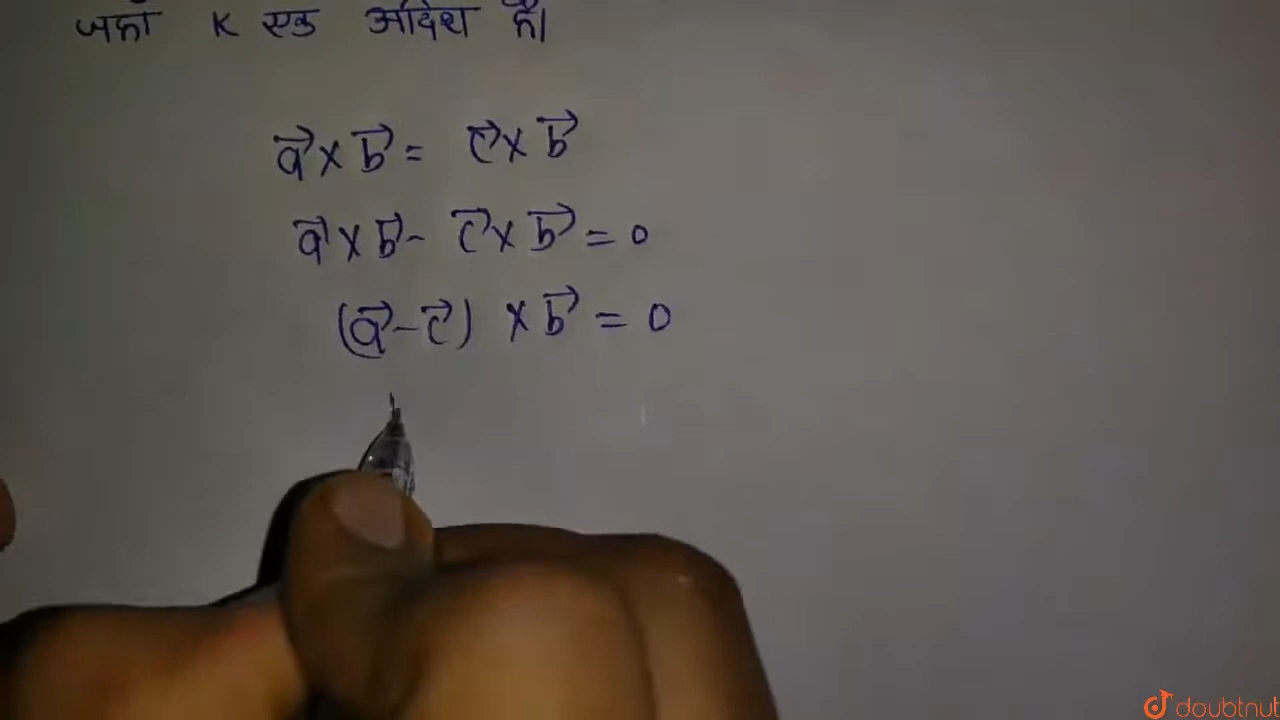 जहाँ K एक अदिश है।
a⃗ × b⃗ = c⃗ × b⃗
a⃗ × b⃗ - c⃗ × b⃗ = 0
(a⃗ - c⃗) × b⃗ = 0
doubtnut